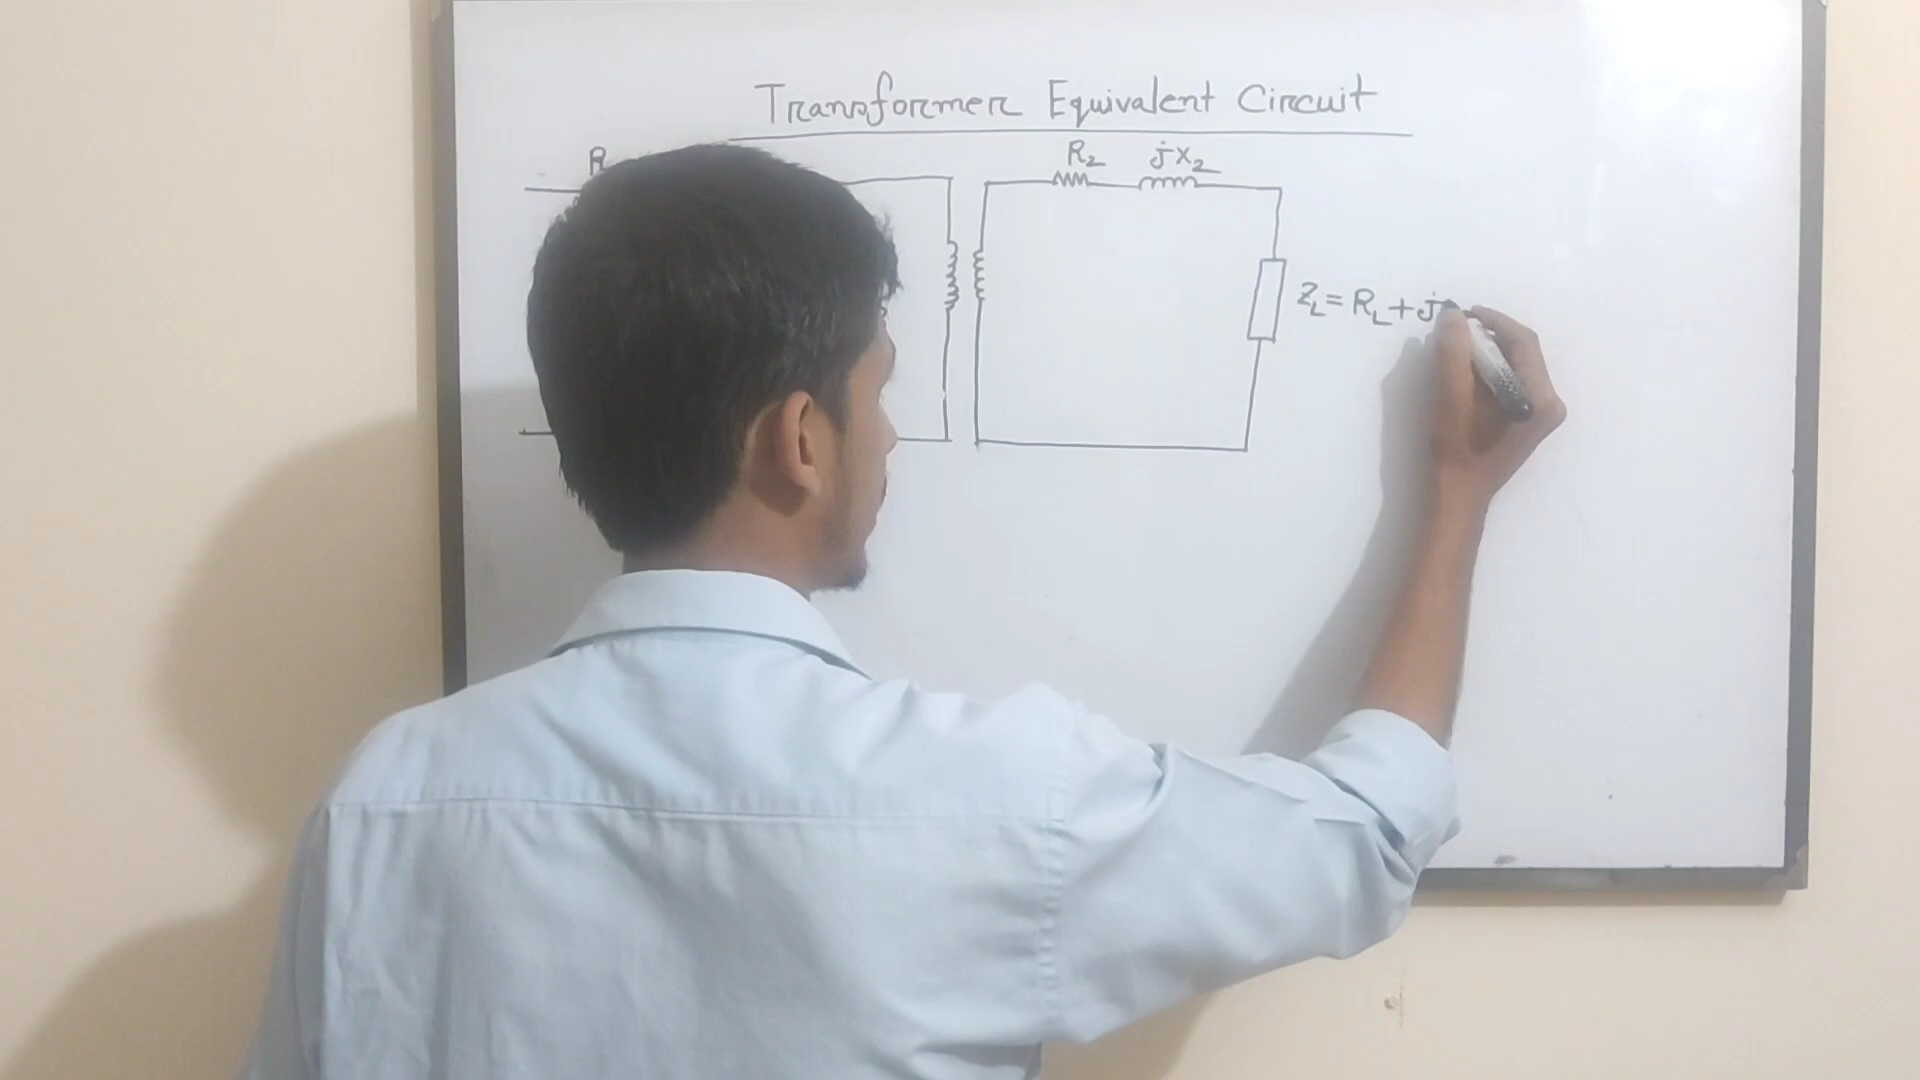 Transformer Equivalent Circuit
R R₂ jX₂
Z_L = R_L + j